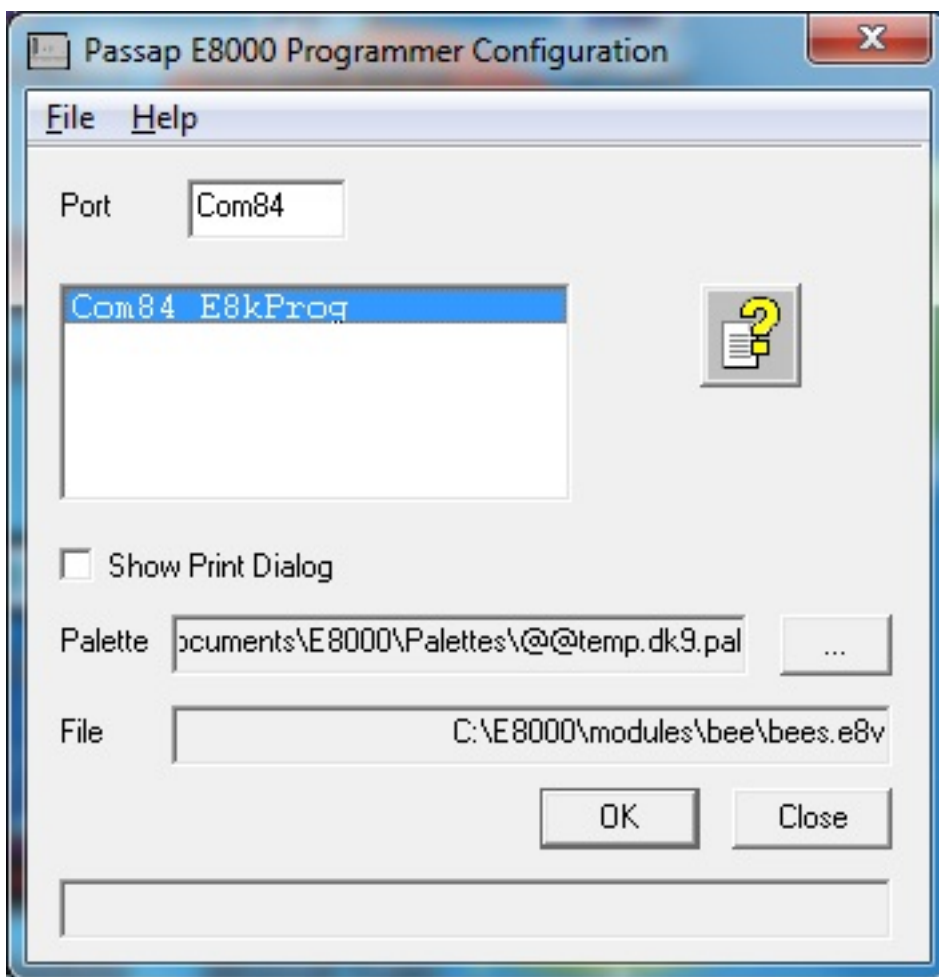 Passap E8000 Programmer Configuration
File Help
Port Com84
Com84 E8kProg
Show Print Dialog
Palette ocuments\E8000\Palettes\@@temp.dk9.pal ...
File C:\E8000\modules\bee\bees.e8v
OK Close